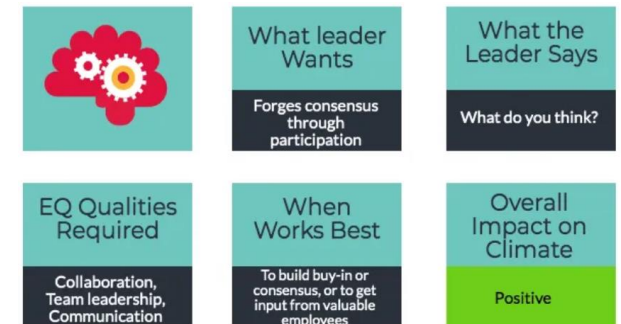 What leader
Wants
Forges consensus
through
participation
What the
Leader Says
What do you think?
EQ Qualities
Required
Collaboration,
Team leadership,
Communication
When
Works Best
To build buy-in or
consensus, or to get
input from valuable
employees
Overall
Impact on
Climate
Positive